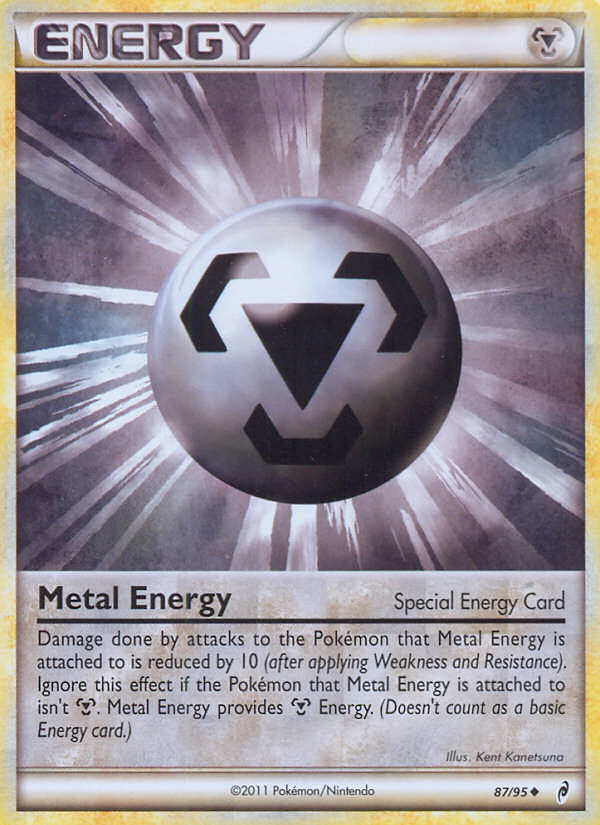 ENERGY
Metal Energy
Special Energy Card
Damage done by attacks to the Pokémon that Metal Energy is
attached to is reduced by 10 (after applying Weakness and Resistance).
Ignore this effect if the Pokémon that Metal Energy is attached to
isn't . Metal Energy provides Energy. (Doesn't count as a basic
Energy card.)
Illus. Kent Kanetsuna
©2011 Pokémon/Nintendo
87/95